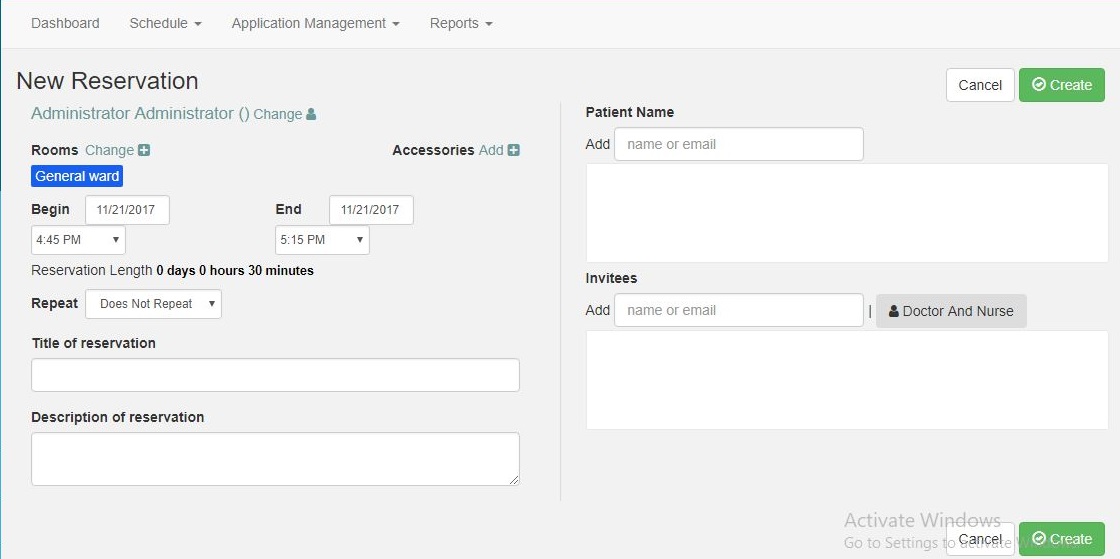 Dashboard Schedule Application Management Reports
New Reservation
Cancel Create
Administrator Administrator () Change
Rooms Change Accessories Add
General ward
Begin 11/21/2017 End 11/21/2017
4:45 PM 5:15 PM
Reservation Length 0 days 0 hours 30 minutes
Repeat Does Not Repeat
Title of reservation
Description of reservation
Patient Name
Add name or email
Invitees
Add name or email | Doctor And Nurse
Activate Windows
Go to Settings to activate Windows.
Cancel Create